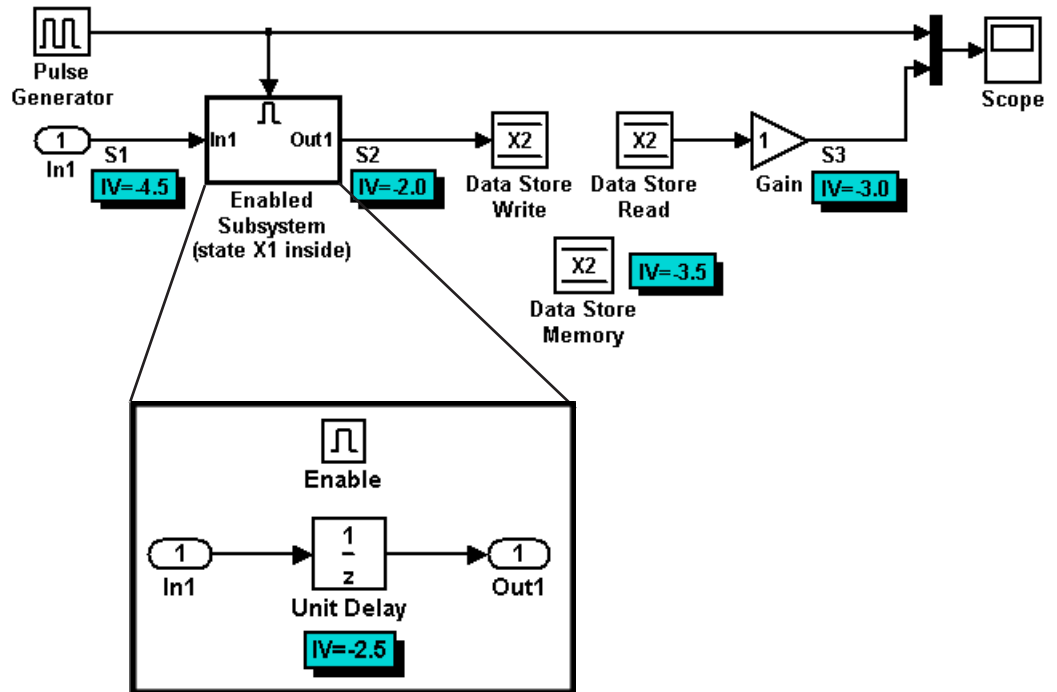 Pulse
Generator
1
In1
S1
IV=-4.5
In1
Out1
Enabled
Subsystem
(state X1 inside)
S2
IV=-2.0
X2
Data Store
Write
X2
Data Store
Read
1
Gain
S3
IV=-3.0
Scope
X2
Data Store
Memory
IV=-3.5
Enable
1
In1
1
z
Unit Delay
IV=-2.5
1
Out1